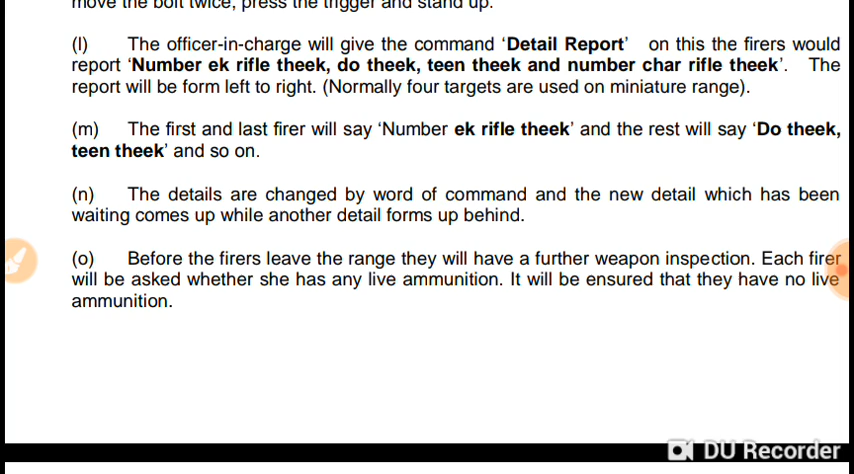 move the bolt twice, press the trigger and stand up.
(l) The officer-in-charge will give the command ‘Detail Report’ on this the firers would
report ‘Number ek rifle theek, do theek, teen theek and number char rifle theek’. The
report will be form left to right. (Normally four targets are used on miniature range).
(m) The first and last firer will say ‘Number ek rifle theek’ and the rest will say ‘Do theek,
teen theek’ and so on.
(n) The details are changed by word of command and the new detail which has been
waiting comes up while another detail forms up behind.
(o) Before the firers leave the range they will have a further weapon inspection. Each firer
will be asked whether she has any live ammunition. It will be ensured that they have no live
ammunition.
DU Recorder